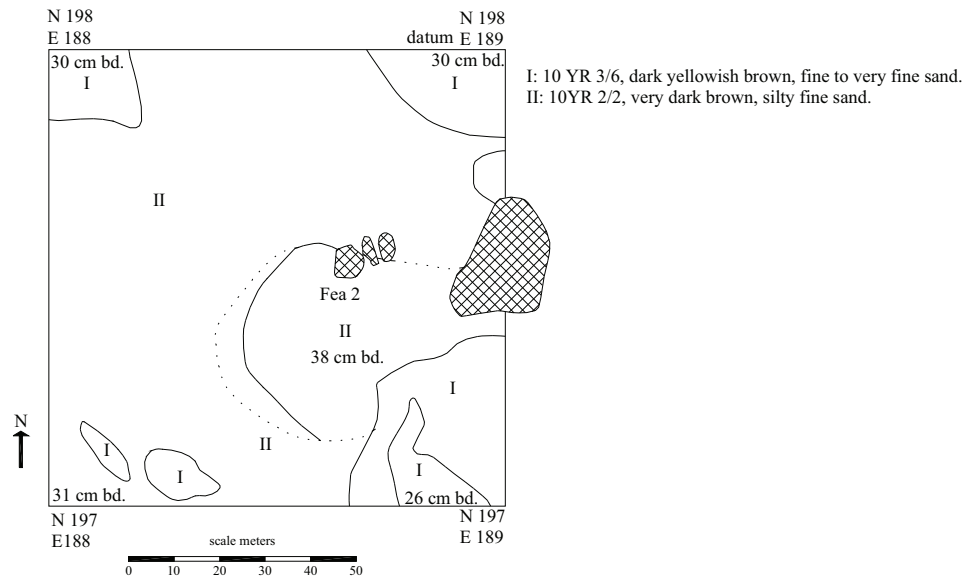 N 198
E 188
datum
N 198
E 189
30 cm bd.
I
30 cm bd.
I
I: 10 YR 3/6, dark yellowish brown, fine to very fine sand.
II: 10YR 2/2, very dark brown, silty fine sand.
II
Fea 2
II
38 cm bd.
I
N
II
I
I
I
31 cm bd.
26 cm bd.
N 197
E188
N 197
E 189
scale meters
0 10 20 30 40 50